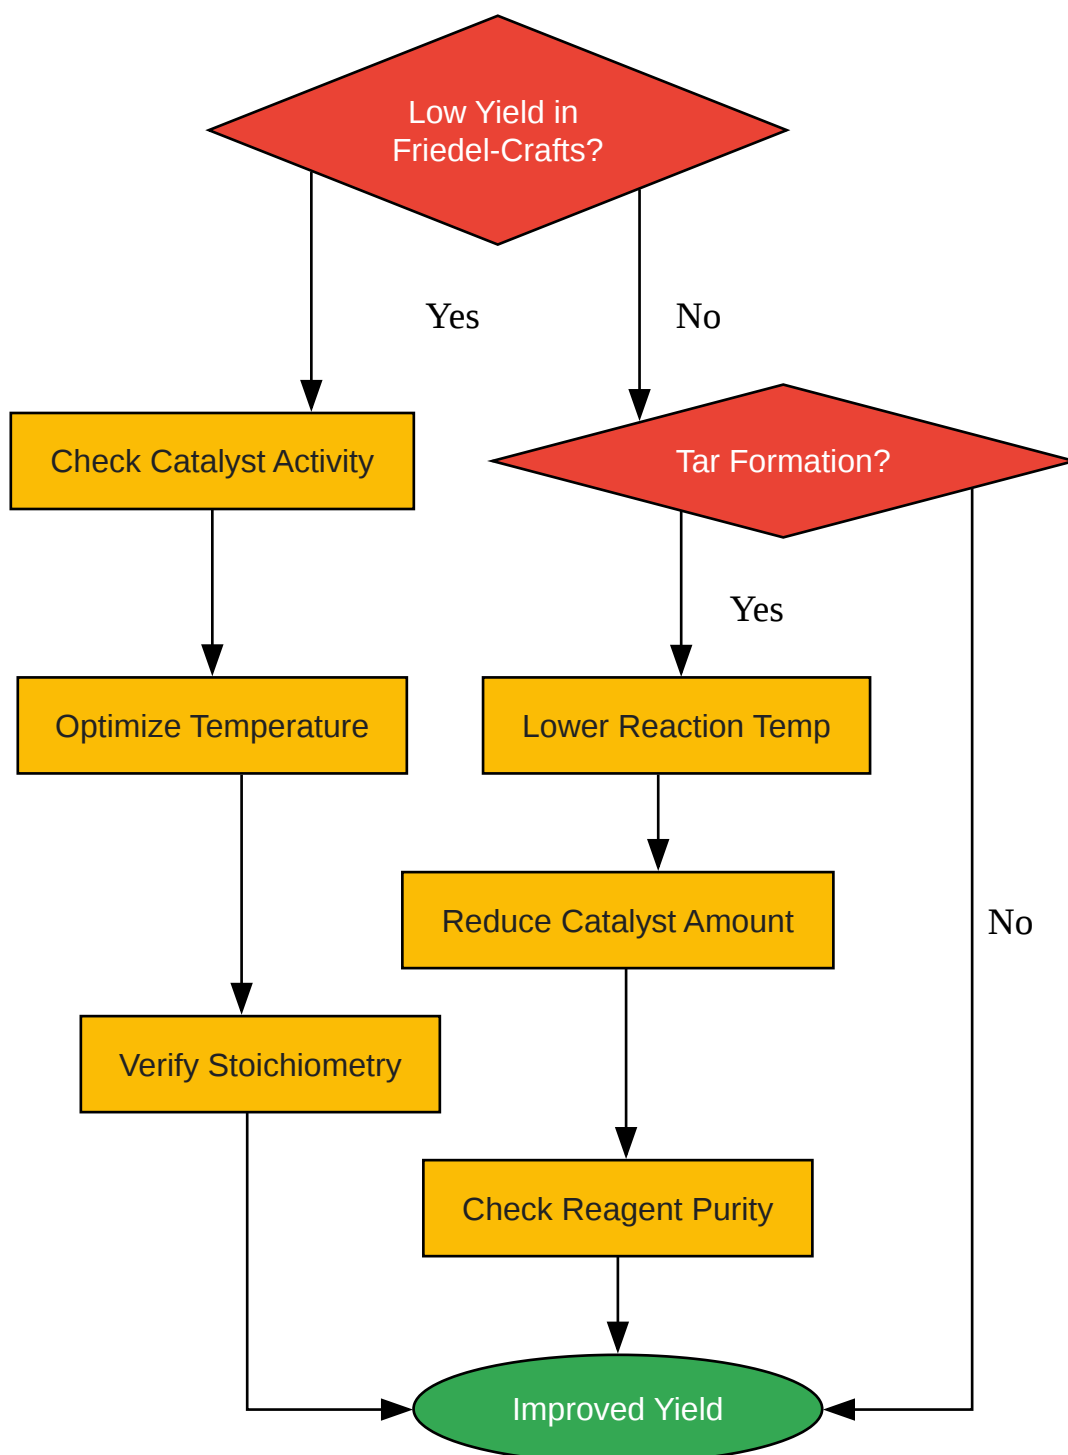 Low Yield in
Friedel-Crafts?
Yes
No
Check Catalyst Activity
Tar Formation?
Yes
Optimize Temperature
Lower Reaction Temp
Reduce Catalyst Amount
No
Verify Stoichiometry
Check Reagent Purity
Improved Yield